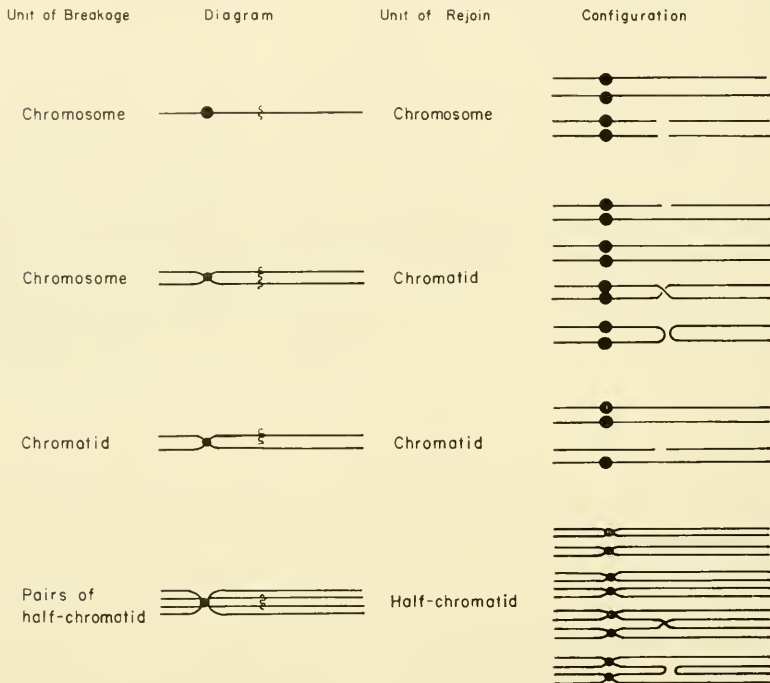 Unit of Breakoge Diagram Unit of Rejoin Configuration
Chromosome Chromosome
Chromosome Chromatid
Chromatid Chromatid
Pairs of
half-chromatid Half-chromatid